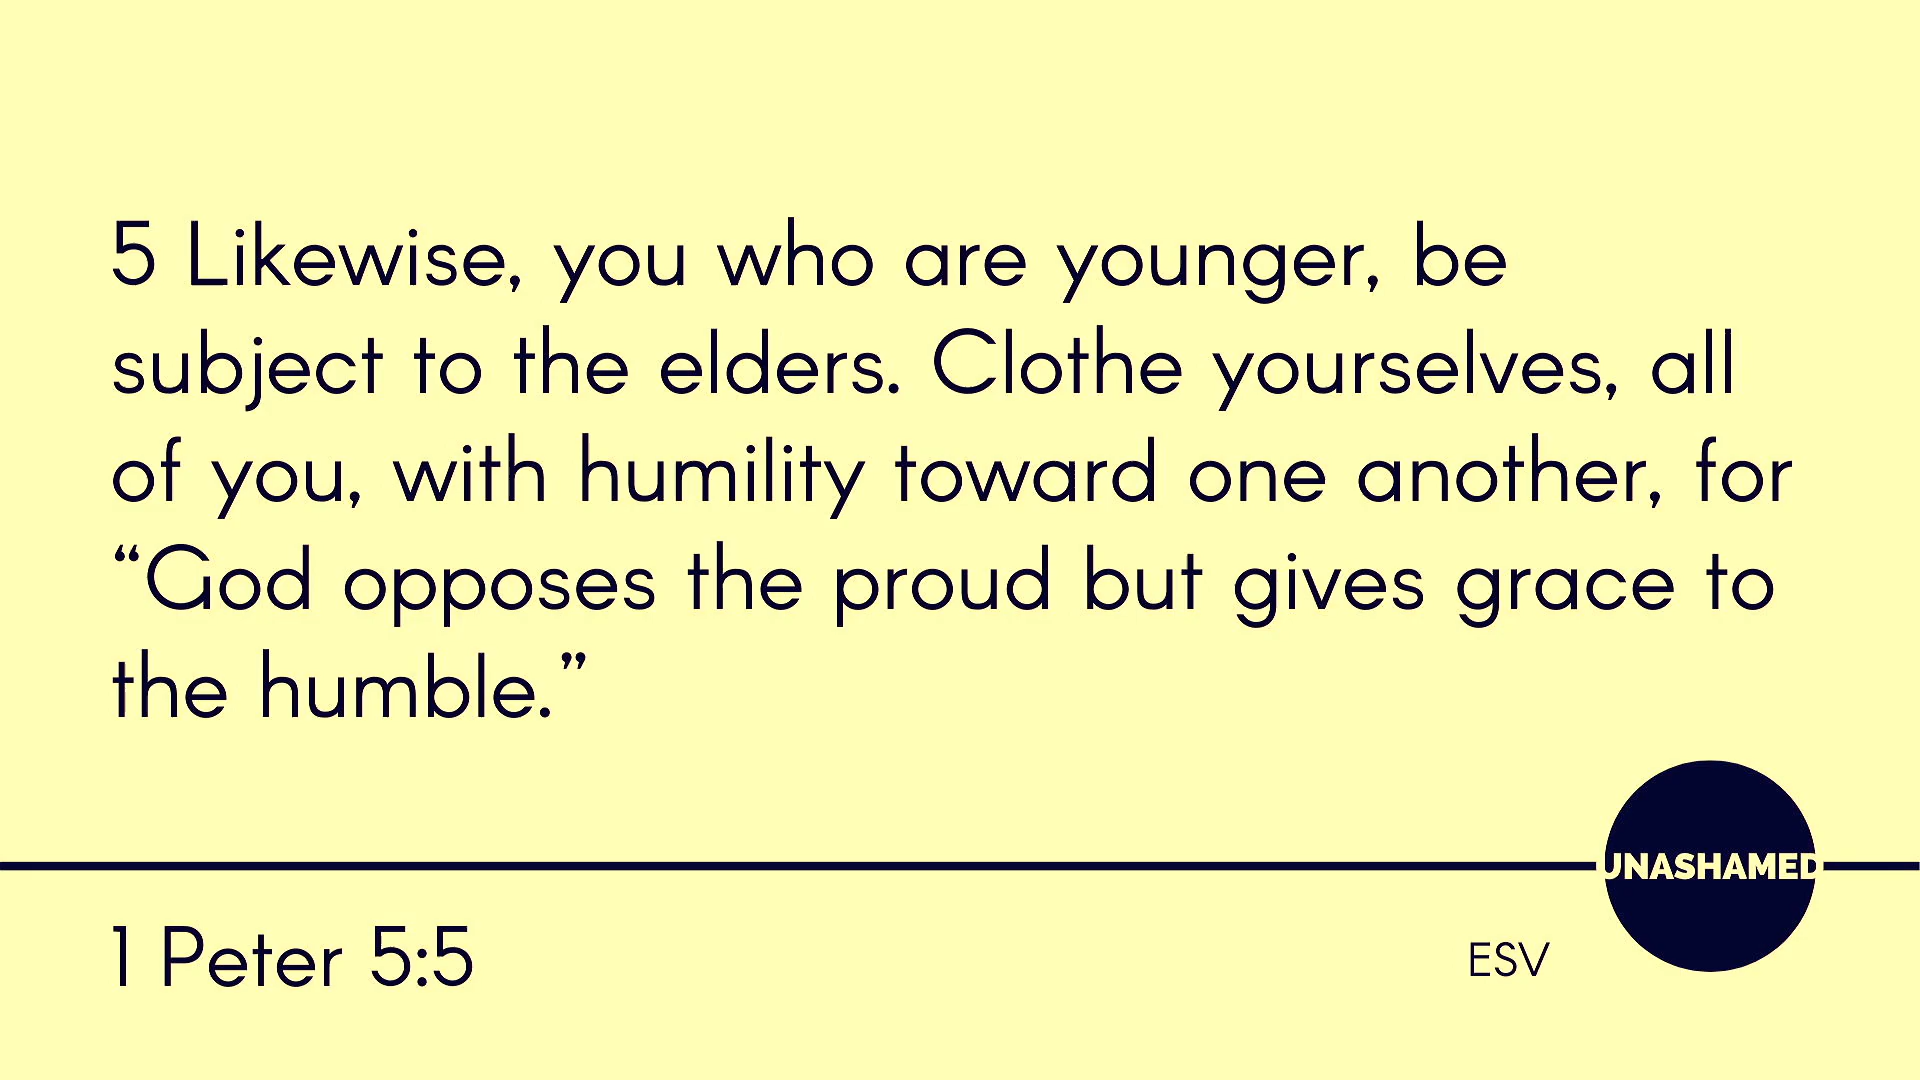 5 Likewise, you who are younger, be
subject to the elders. Clothe yourselves, all
of you, with humility toward one another, for
“God opposes the proud but gives grace to
the humble.”
UNASHAMED
1 Peter 5:5
ESV